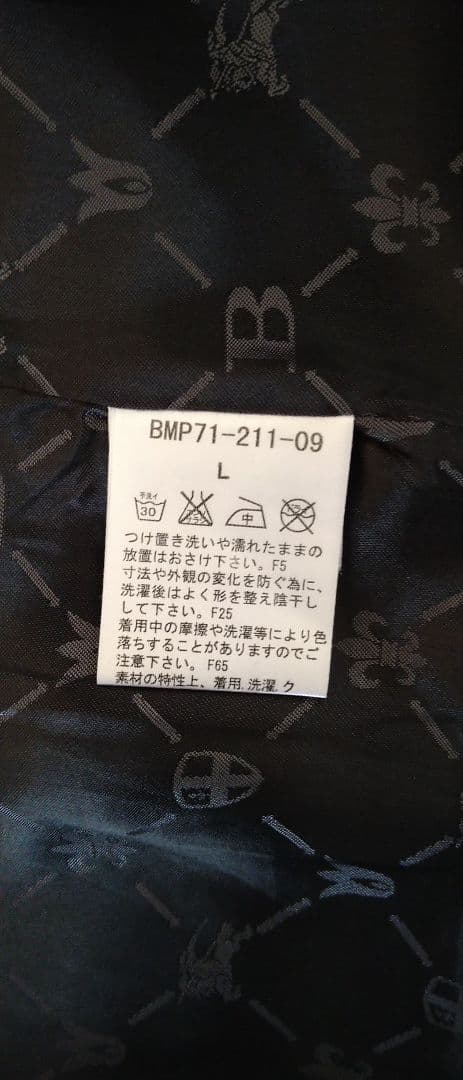 B
BMP71-211-09
L
手洗イ
30
中
つけ置き洗いや濡れたままの
放置はおさけ下さい。F5
寸法や外観の変化を防ぐ為に、
洗濯後はよく形を整え陰干し
して下さい。F25
着用中の摩擦や洗濯等により色
落ちすることがありますのでご
注意下さい。F65
素材の特性上、着用,洗濯,ク